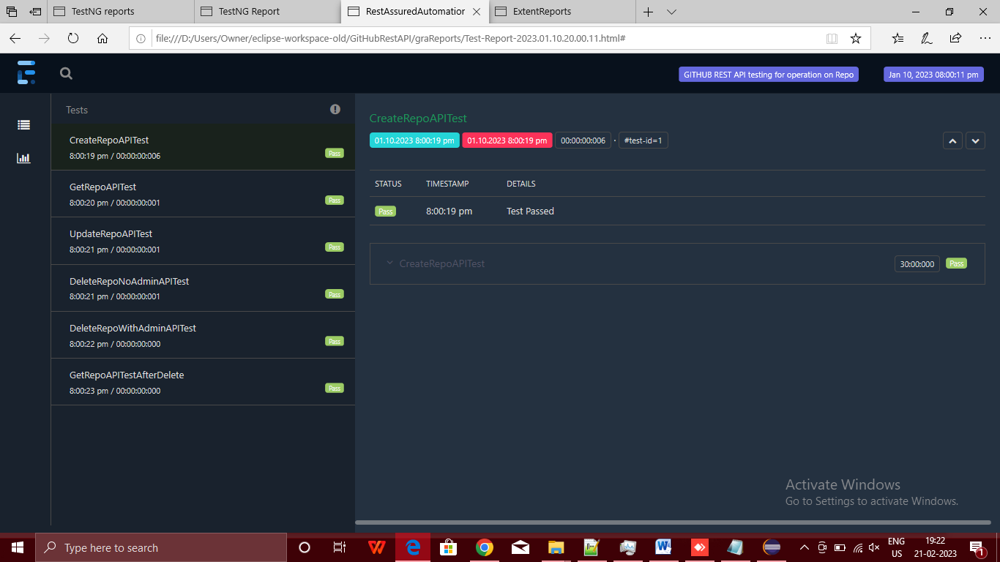 TestNG reports
TestNG Report
RestAssuredAutomation
ExtentReports
file:///D:/Users/Owner/eclipse-workspace-old/GitHubRestAPI/graReports/Test-Report-2023.01.10.20.00.11.html#
GITHUB REST API testing for operation on Repo
Jan 10, 2023 08:00:11 pm
Tests
CreateRepoAPITest
8:00:19 pm / 00:00:00:006
Pass
GetRepoAPITest
8:00:20 pm / 00:00:00:001
Pass
UpdateRepoAPITest
8:00:21 pm / 00:00:00:001
Pass
DeleteRepoNoAdminAPITest
8:00:21 pm / 00:00:00:001
Pass
DeleteRepoWithAdminAPITest
8:00:22 pm / 00:00:00:000
Pass
GetRepoAPITestAfterDelete
8:00:23 pm / 00:00:00:000
Pass
CreateRepoAPITest
01.10.2023 8:00:19 pm 01.10.2023 8:00:19 pm 00:00:00:006 · #test-id=1
STATUS TIMESTAMP DETAILS
Pass 8:00:19 pm Test Passed
CreateRepoAPITest 30:00:000 Pass
Activate Windows
Go to Settings to activate Windows.
Type here to search
ENG
US
19:22
21-02-2023
1